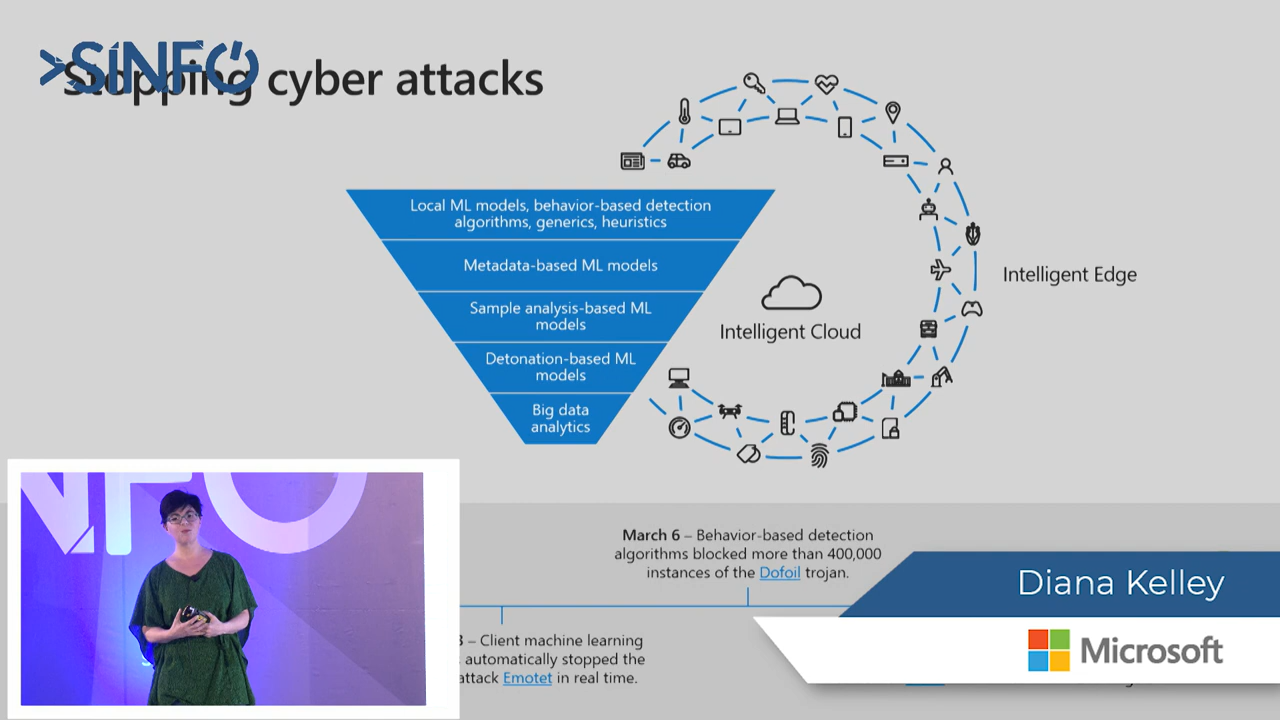 >SINFO
Stopping cyber attacks
Local ML models, behavior-based detection
algorithms, generics, heuristics
Metadata-based ML models
Sample analysis-based ML
models
Detonation-based ML
models
Big data
analytics
Intelligent Cloud
Intelligent Edge
NFO
March 6 – Behavior-based detection
algorithms blocked more than 400,000
instances of the Dofoil trojan.
3 – Client machine learning
automatically stopped the
attack Emotet in real time.
Diana Kelley
Microsoft